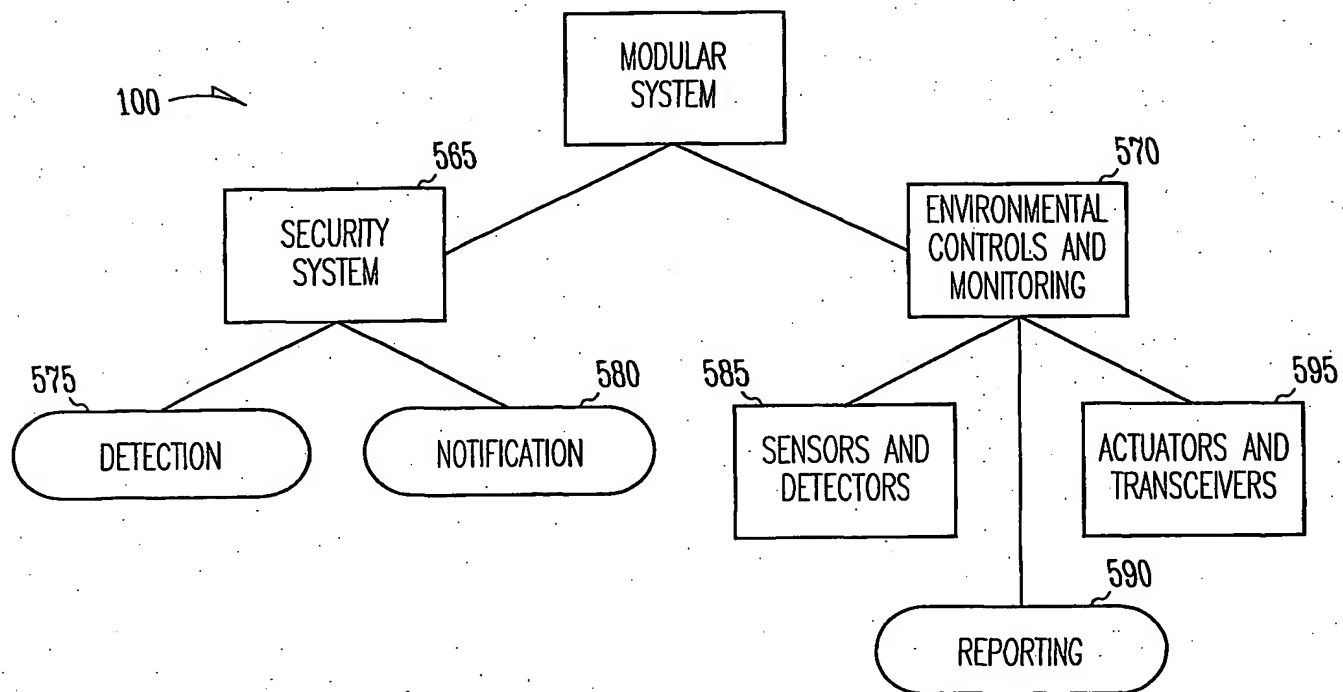 MODULAR
SYSTEM
100
565
SECURITY
SYSTEM
570
ENVIRONMENTAL
CONTROLS AND
MONITORING
575
DETECTION
580
NOTIFICATION
585
SENSORS AND
DETECTORS
595
ACTUATORS AND
TRANSCEIVERS
590
REPORTING